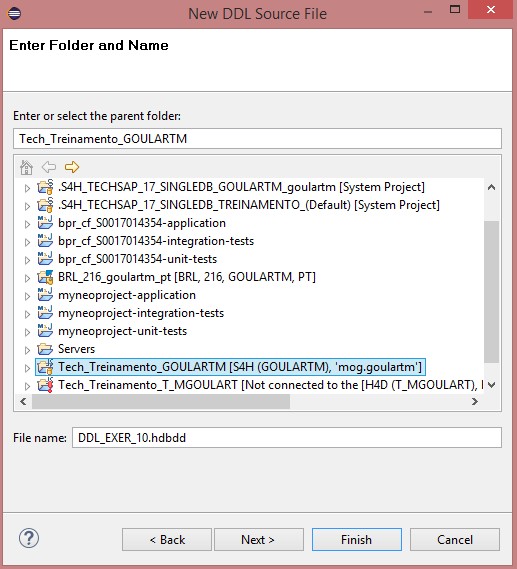 New DDL Source File
Enter Folder and Name
Enter or select the parent folder:
Tech_Treinamento_GOULARTM
.S4H_TECHSAP_17_SINGLEDB_GOULARTM_goulartm [System Project]
.S4H_TECHSAP_17_SINGLEDB_TREINAMENTO_(Default) [System Project]
bpr_cf_S0017014354-application
bpr_cf_S0017014354-integration-tests
bpr_cf_S0017014354-unit-tests
BRL_216_goulartm_pt [BRL, 216, GOULARTM, PT]
myneoproject-application
myneoproject-integration-tests
myneoproject-unit-tests
Servers
Tech_Treinamento_GOULARTM [S4H (GOULARTM), 'mog.goulartm']
Tech_Treinamento_T_MGOULART [Not connected to the [H4D (T_MGOULART),
File name: DDL_EXER_10.hdbdd
? < Back Next > Finish Cancel